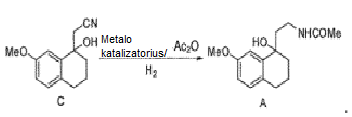 CN
OH Metalo
MeO katalizatorius/ Ac₂O
H₂
C
NHCOMe
HO
MeO
A